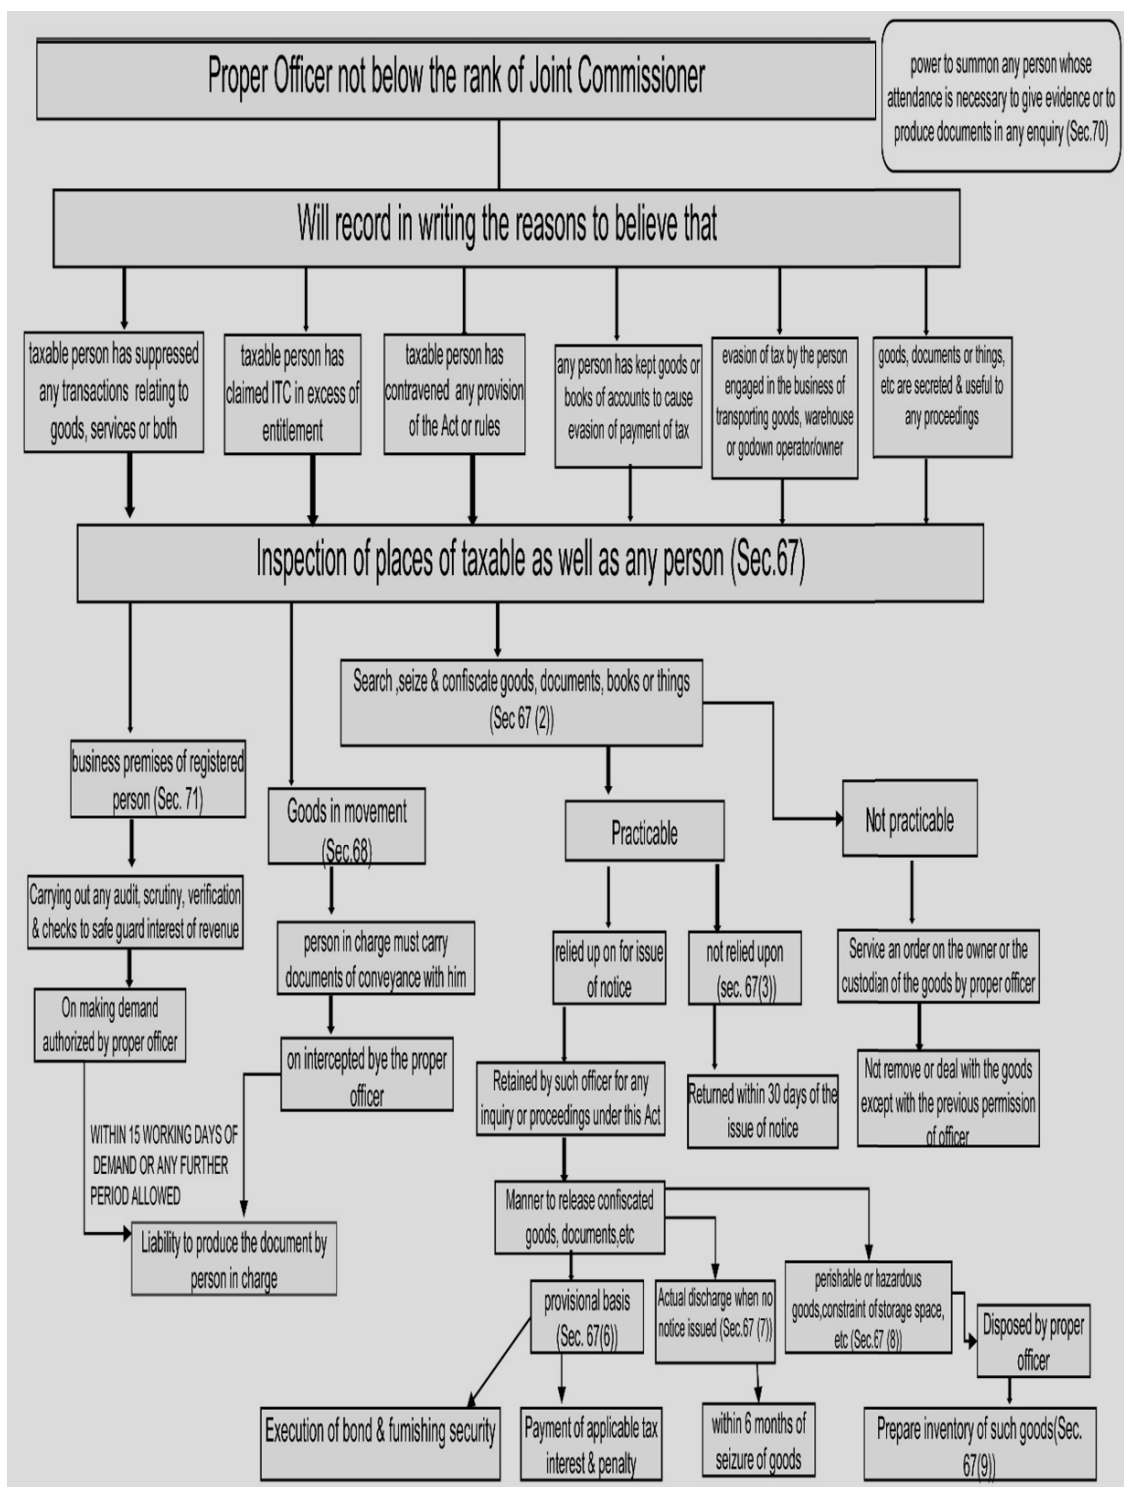 Proper Officer not below the rank of Joint Commissioner
power to summon any person whose
attendance is necessary to give evidence or to
produce documents in any enquiry (Sec.70)
Will record in writing the reasons to believe that
taxable person has suppressed
any transactions relating to
goods, services or both
taxable person has
claimed ITC in excess of
entitlement
taxable person has
contravened any provision
of the Act or rules
any person has kept goods or
books of accounts to cause
evasion of payment of tax
evasion of tax by the person
engaged in the business of
transporting goods, warehouse
or godown operator/owner
goods, documents or things,
etc are secreted & useful to
any proceedings
Inspection of places of taxable as well as any person (Sec.67)
Search ,seize & confiscate goods, documents, books or things
(Sec 67 (2))
business premises of registered
person (Sec. 71)
Goods in movement
(Sec.68)
Practicable
Not practicable
Carrying out any audit, scrutiny, verification
& checks to safe guard interest of revenue
person in charge must carry
documents of conveyance with him
relied up on for issue
of notice
not relied upon
(sec. 67(3))
Service an order on the owner or the
custodian of the goods by proper officer
On making demand
authorized by proper officer
on intercepted bye the proper
officer
Retained by such officer for any
inquiry or proceedings under this Act
Returned within 30 days of the
issue of notice
Not remove or deal with the goods
except with the previous permission
of officer
WITHIN 15 WORKING DAYS OF
DEMAND OR ANY FURTHER
PERIOD ALLOWED
Liability to produce the document by
person in charge
Manner to release confiscated
goods, documents,etc
provisional basis
(Sec. 67(6))
Actual discharge when no
notice issued (Sec.67 (7))
perishable or hazardous
goods,constraint of storage space,
etc (Sec.67 (8))
Disposed by proper
officer
Execution of bond & furnishing security
Payment of applicable tax
interest & penalty
within 6 months of
seizure of goods
Prepare inventory of such goods(Sec.
67(9))